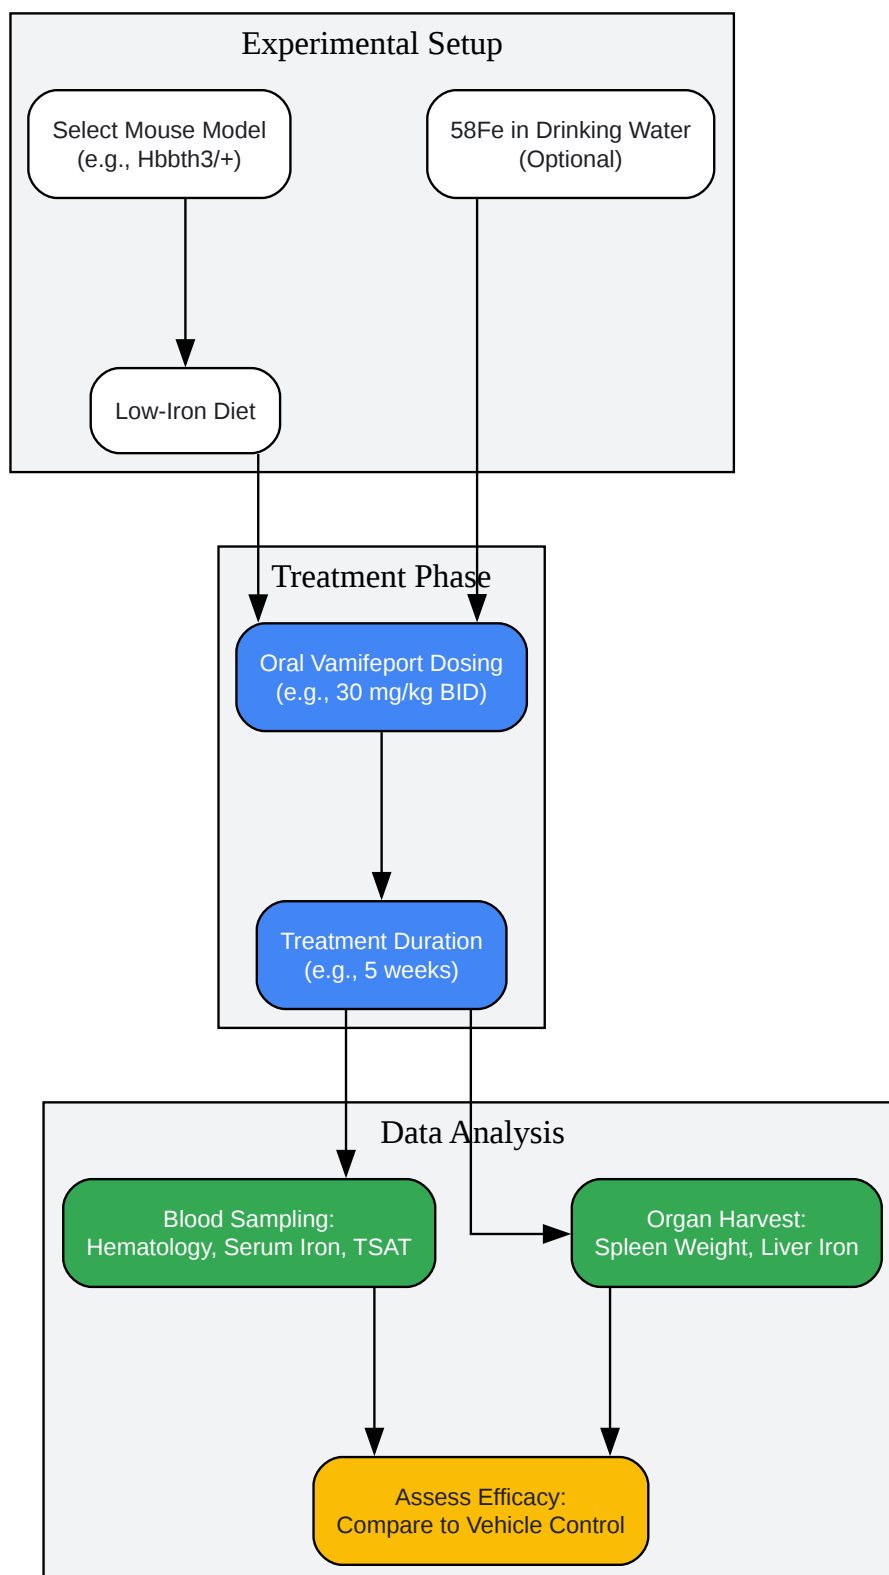 Experimental Setup
Select Mouse Model
(e.g., Hbbth3/+)
58Fe in Drinking Water
(Optional)
Low-Iron Diet
Treatment Phase
Oral Vamifeport Dosing
(e.g., 30 mg/kg BID)
Treatment Duration
(e.g., 5 weeks)
Data Analysis
Blood Sampling:
Hematology, Serum Iron, TSAT
Organ Harvest:
Spleen Weight, Liver Iron
Assess Efficacy:
Compare to Vehicle Control